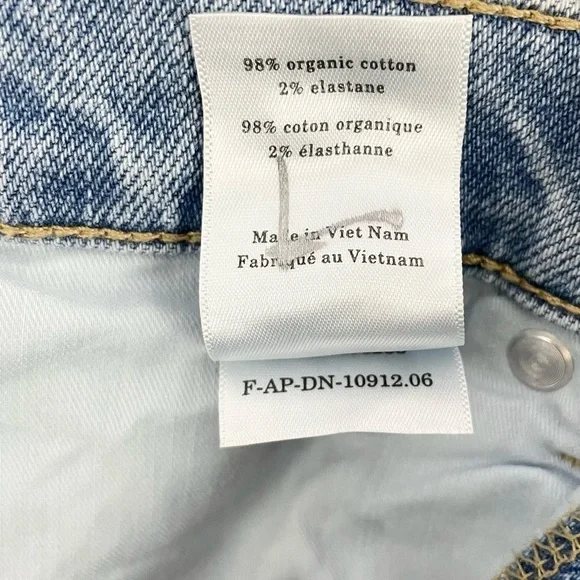 98% organic cotton
2% elastane
98% coton organique
2% élasthanne
Made in Viet Nam
Fabriqué au Vietnam
F-AP-DN-10912.06